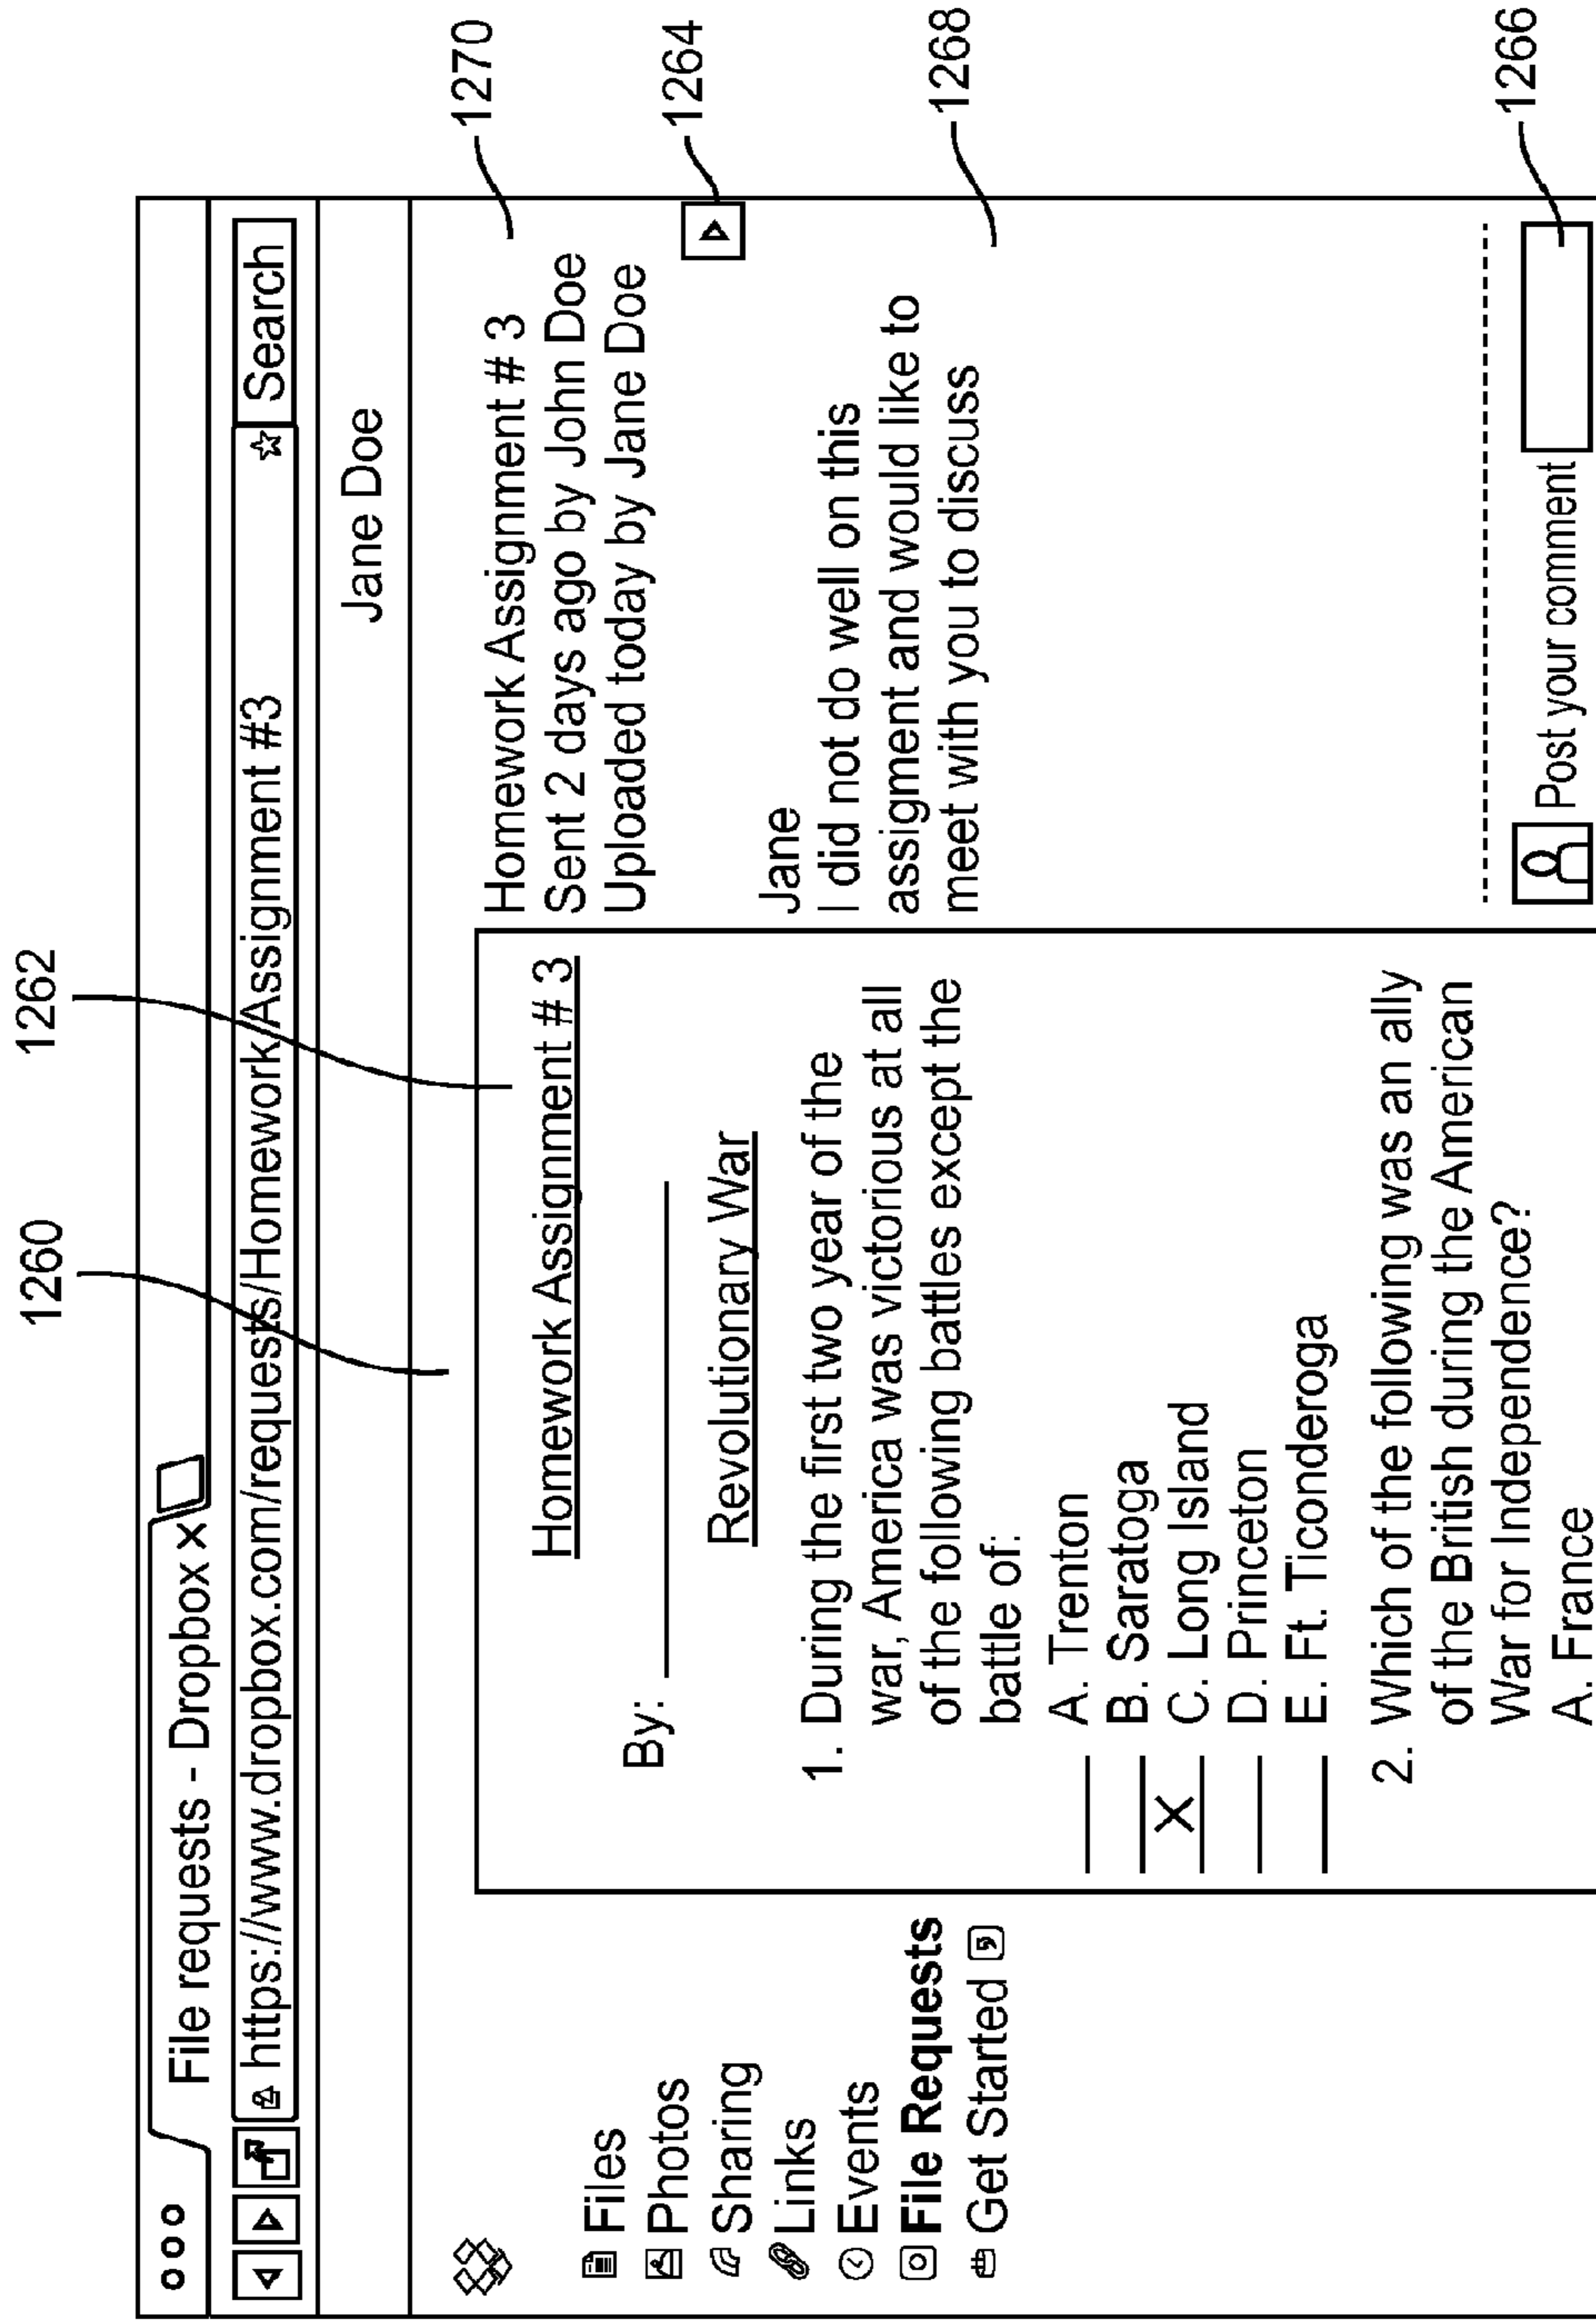 1260
1262
File requests - Dropbox X
https://www.dropbox.com/requests/Homework/Assignment #3
Search
Jane Doe
Files
Photos
Sharing
Links
Events
File Requests
Get Started
Homework Assignment # 3
By:
Revolutionary War
1. During the first two year of the
war, America was victorious at all
of the following battles except the
battle of:
A. Trenton
B. Saratoga
X C. Long Island
D. Princeton
E. Ft. Ticonderoga
2. Which of the following was an ally
of the British during the American
War for Independence?
A. France
Homework Assignment # 3
Sent 2 days ago by John Doe
Uploaded today by Jane Doe
Jane
I did not do well on this
assigment and would like to
meet with you to discuss
Post your comment
1270
1264
1268
1266